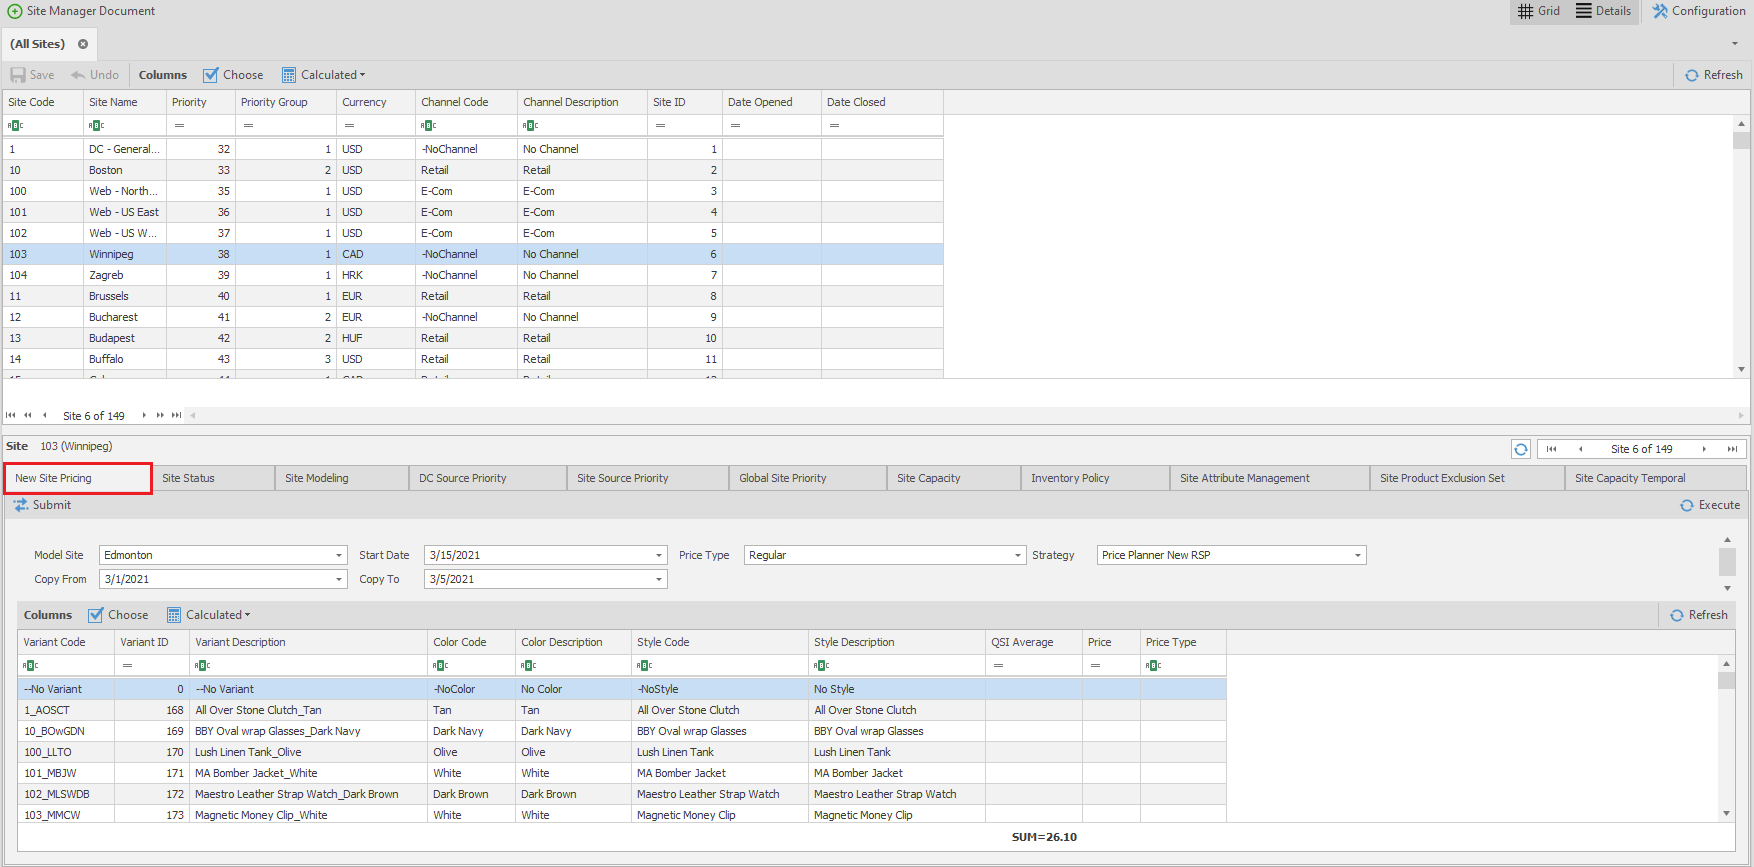 Site Manager Document Grid Details Configuration
(All Sites)
Save Undo Columns Choose Calculated Refresh
Site Code Site Name Priority Priority Group Currency Channel Code Channel Description Site ID Date Opened Date Closed
ABC ABC = = = ABC ABC = = =
1 DC - General... 32 1 USD -NoChannel No Channel 1
10 Boston 33 2 USD Retail Retail 2
100 Web - North... 35 1 USD E-Com E-Com 3
101 Web - US East 36 1 USD E-Com E-Com 4
102 Web - US W... 37 1 USD E-Com E-Com 5
103 Winnipeg 38 1 CAD -NoChannel No Channel 6
104 Zagreb 39 1 HRK -NoChannel No Channel 7
11 Brussels 40 1 EUR Retail Retail 8
12 Bucharest 41 2 EUR -NoChannel No Channel 9
13 Budapest 42 2 HUF Retail Retail 10
14 Buffalo 43 3 USD Retail Retail 11
Site 6 of 149
Site 103 (Winnipeg) Site 6 of 149
New Site Pricing Site Status Site Modeling DC Source Priority Site Source Priority Global Site Priority Site Capacity Inventory Policy Site Attribute Management Site Product Exclusion Set Site Capacity Temporal
Submit Execute
Model Site Edmonton Start Date 3/15/2021 Price Type Regular Strategy Price Planner New RSP
Copy From 3/1/2021 Copy To 3/5/2021
Columns Choose Calculated Refresh
Variant Code Variant ID Variant Description Color Code Color Description Style Code Style Description QSI Average Price Price Type
ABC = ABC ABC ABC ABC ABC = = ABC
--No Variant 0 --No Variant -NoColor No Color -NoStyle No Style
1_AOSCT 168 All Over Stone Clutch_Tan Tan Tan All Over Stone Clutch All Over Stone Clutch
10_BOwGDN 169 BBY Oval wrap Glasses_Dark Navy Dark Navy Dark Navy BBY Oval wrap Glasses BBY Oval wrap Glasses
100_LLTO 170 Lush Linen Tank_Olive Olive Olive Lush Linen Tank Lush Linen Tank
101_MBJW 171 MA Bomber Jacket_White White White MA Bomber Jacket MA Bomber Jacket
102_MLSWDB 172 Maestro Leather Strap Watch_Dark Brown Dark Brown Dark Brown Maestro Leather Strap Watch Maestro Leather Strap Watch
103_MMCW 173 Magnetic Money Clip_White White White Magnetic Money Clip Magnetic Money Clip
SUM=26.10